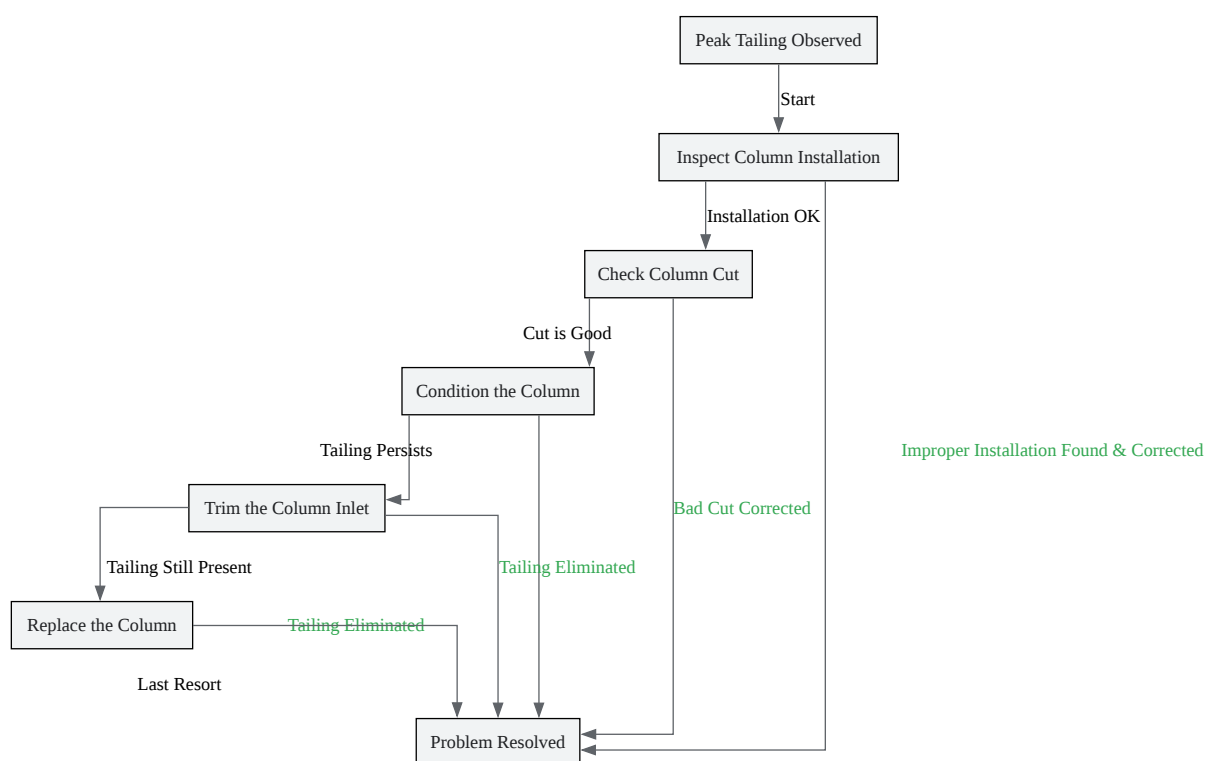 Peak Tailing Observed
Start
Inspect Column Installation
Installation OK
Check Column Cut
Cut is Good
Condition the Column
Tailing Persists
Improper Installation Found & Corrected
Trim the Column Inlet
Bad Cut Corrected
Tailing Still Present
Tailing Eliminated
Replace the Column
Tailing Eliminated
Last Resort
Problem Resolved